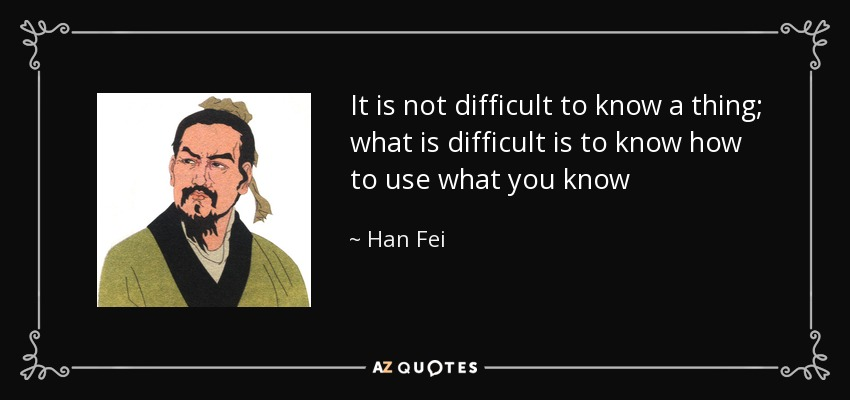 It is not difficult to know a thing;
what is difficult is to know how
to use what you know
~ Han Fei
AZ QUOTES